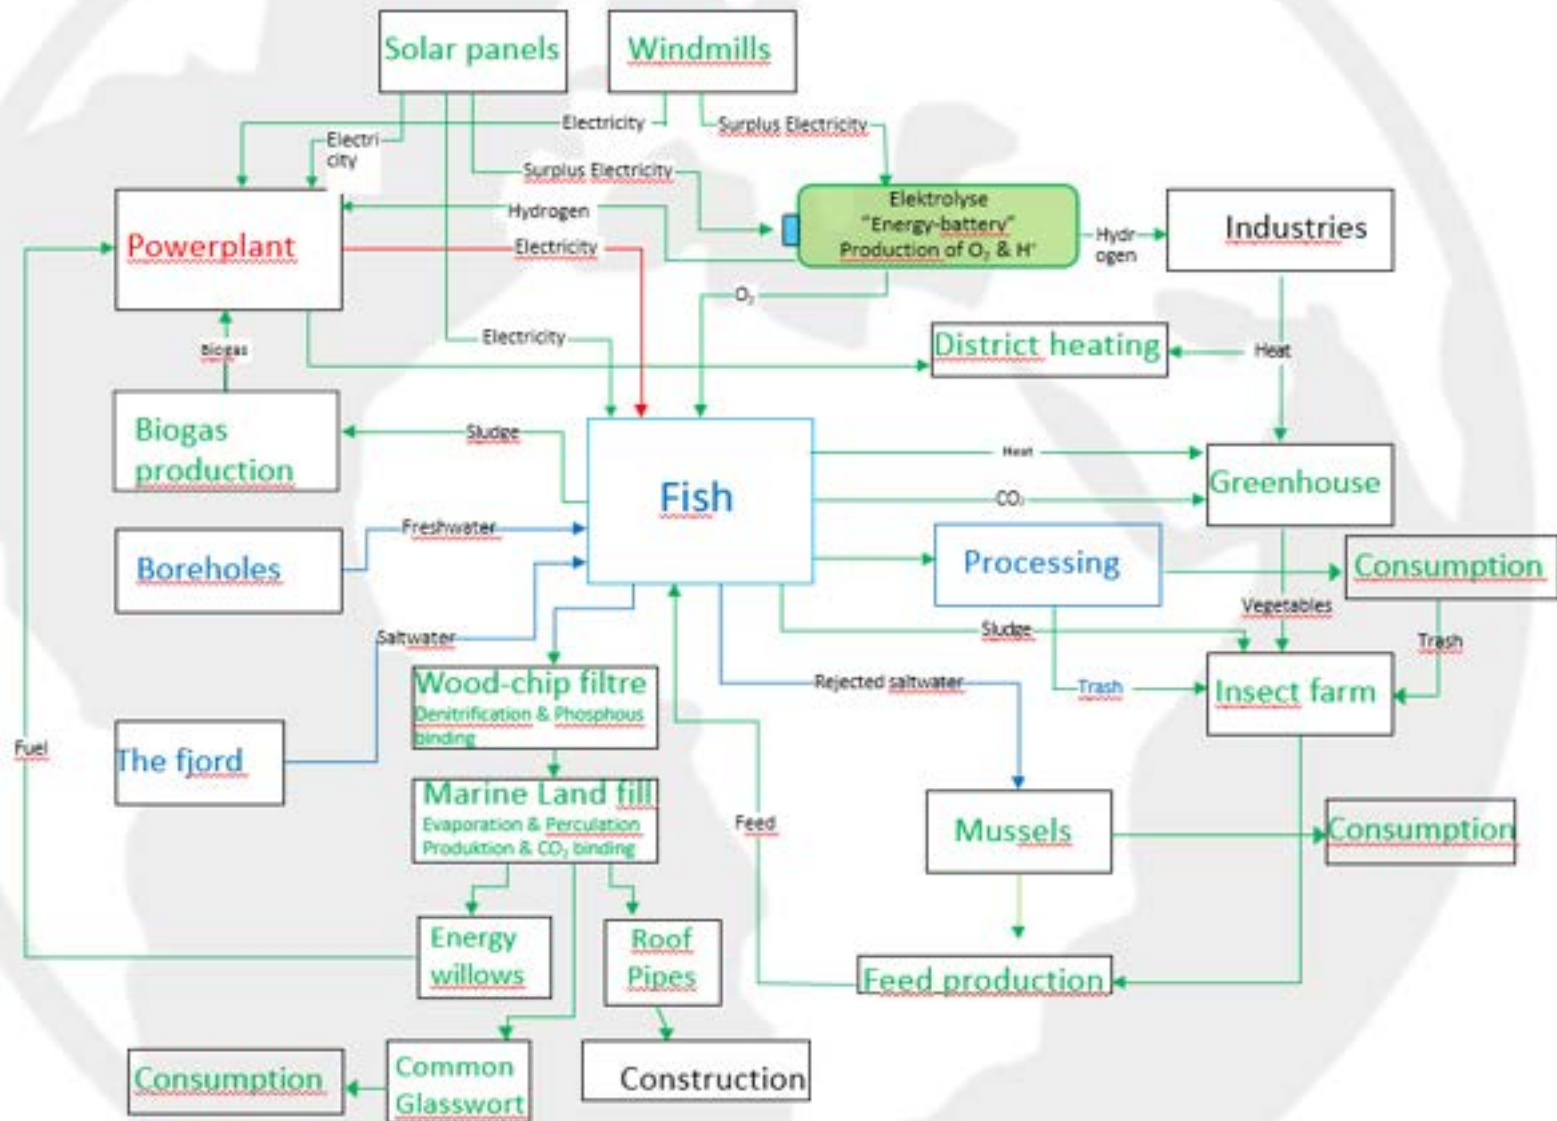 Solar panels
Windmills
Electricity
Surplus Electricity
Electri
city
Surplus Electricity
Elektrolyse
"Energy-battery"
Production of O₂ & H⁺
Hydrogen
Hydr
ogen
Industries
Powerplant
Electricity
O₂
Electricity
District heating
Heat
Biogas
Biogas
production
Sludge
Fish
Heat
Greenhouse
CO₂
Freshwater
Boreholes
Processing
Consumption
Vegetables
Saltwater
Sludge
Trash
Wood-chip filtre
Denitrification & Phosphous
binding
Rejected saltwater
Trash
Insect farm
Fuel
The fjord
Marine Land fill
Evaporation & Perculation
Produktion & CO₂ binding
Feed
Mussels
Consumption
Energy
willows
Roof
Pipes
Feed production
Consumption
Common
Glasswort
Construction